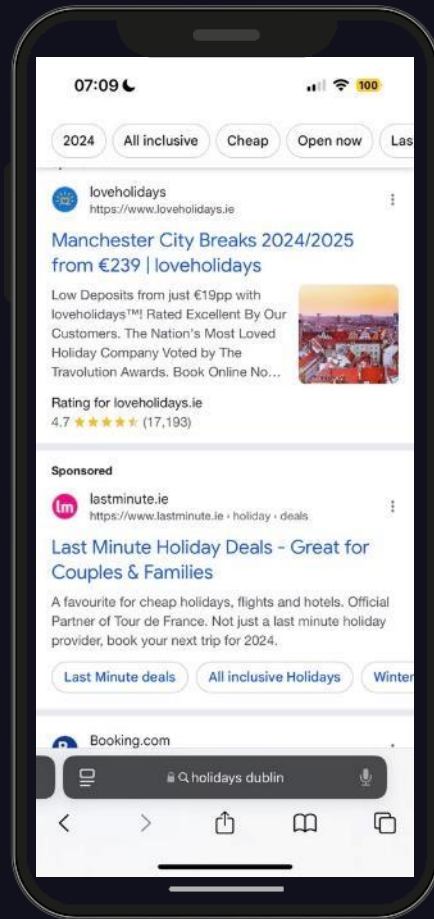 07:09
100
2024
All inclusive
Cheap
Open now
Las
loveholidays
https://www.loveholidays.ie
Manchester City Breaks 2024/2025
from €239 | loveholidays
Low Deposits from just €19pp with
loveholidays™! Rated Excellent By Our
Customers. The Nation's Most Loved
Holiday Company Voted by The
Travolution Awards. Book Online No...
Rating for loveholidays.ie
4.7 ★★★★★ (17,193)
Sponsored
lm
lastminute.ie
https://www.lastminute.ie › holiday › deals
Last Minute Holiday Deals - Great for
Couples & Families
A favourite for cheap holidays, flights and hotels. Official
Partner of Tour de France. Not just a last minute holiday
provider, book your next trip for 2024.
Last Minute deals
All inclusive Holidays
Winter
Booking.com
holidays dublin